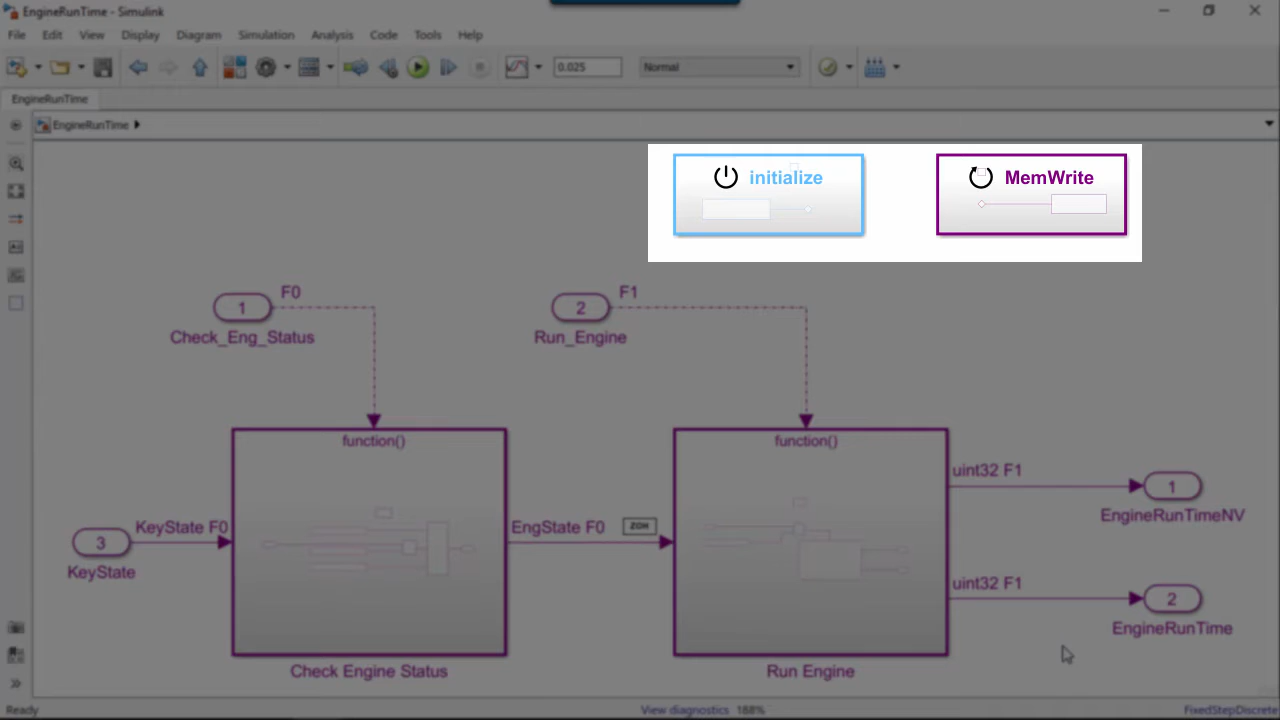 EngineRunTime - Simulink
File Edit View Display Diagram Simulation Analysis Code Tools Help
0.025 Normal
EngineRunTime
EngineRunTime
initialize
MemWrite
F0
F1
1
2
Check_Eng_Status
Run_Engine
function()
function()
uint32 F1
1
EngineRunTimeNV
KeyState F0
EngState F0
ZOH
3
KeyState
uint32 F1
2
EngineRunTime
Check Engine Status
Run Engine
Ready
View diagnostics 188%
FixedStepDiscrete